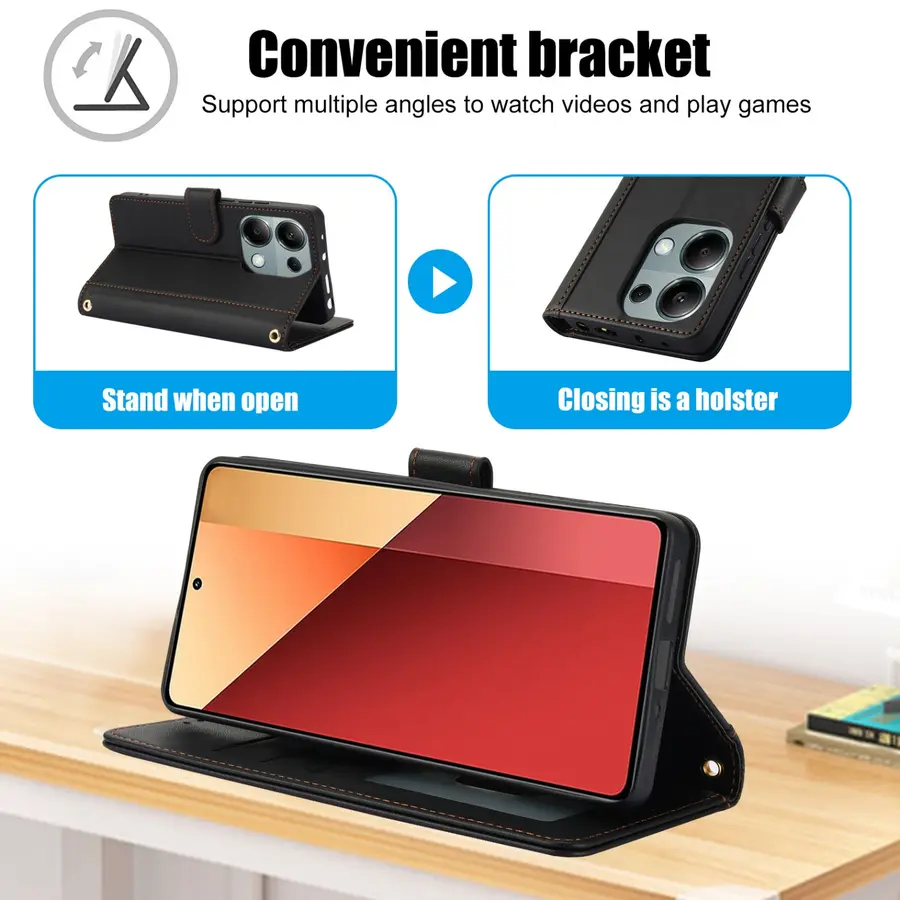 Convenient bracket
Support multiple angles to watch videos and play games
Stand when open
Closing is a holster